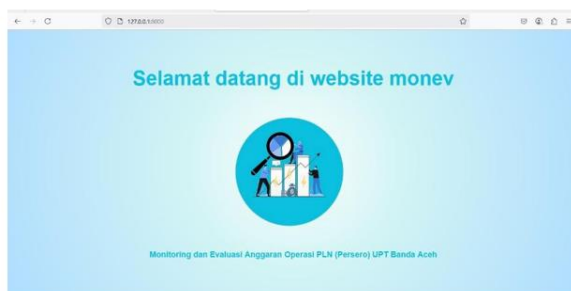 127.0.0.1:8000
Selamat datang di website monev
Monitoring dan Evaluasi Anggaran Operasi PLN (Persero) UPT Banda Aceh